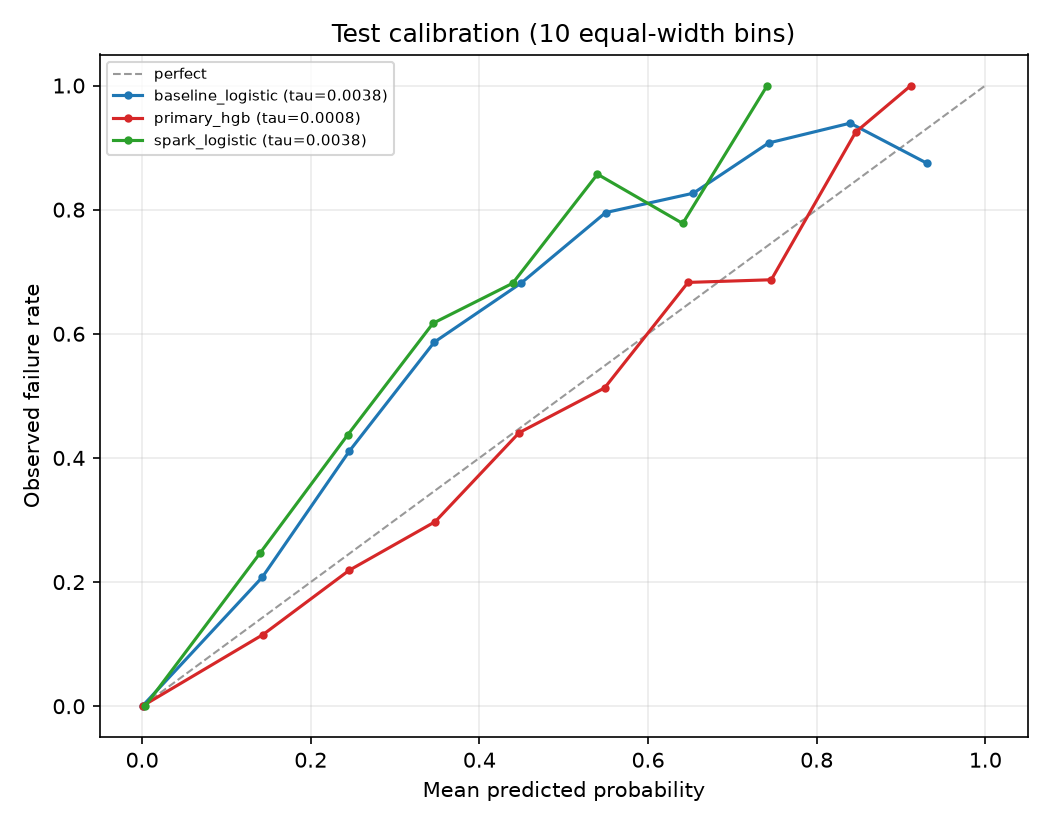 Test calibration (10 equal-width bins)
perfect
baseline_logistic (tau=0.0038)
primary_hgb (tau=0.0008)
spark_logistic (tau=0.0038)
Observed failure rate
1.0
0.8
0.6
0.4
0.2
0.0
0.0 0.2 0.4 0.6 0.8 1.0
Mean predicted probability